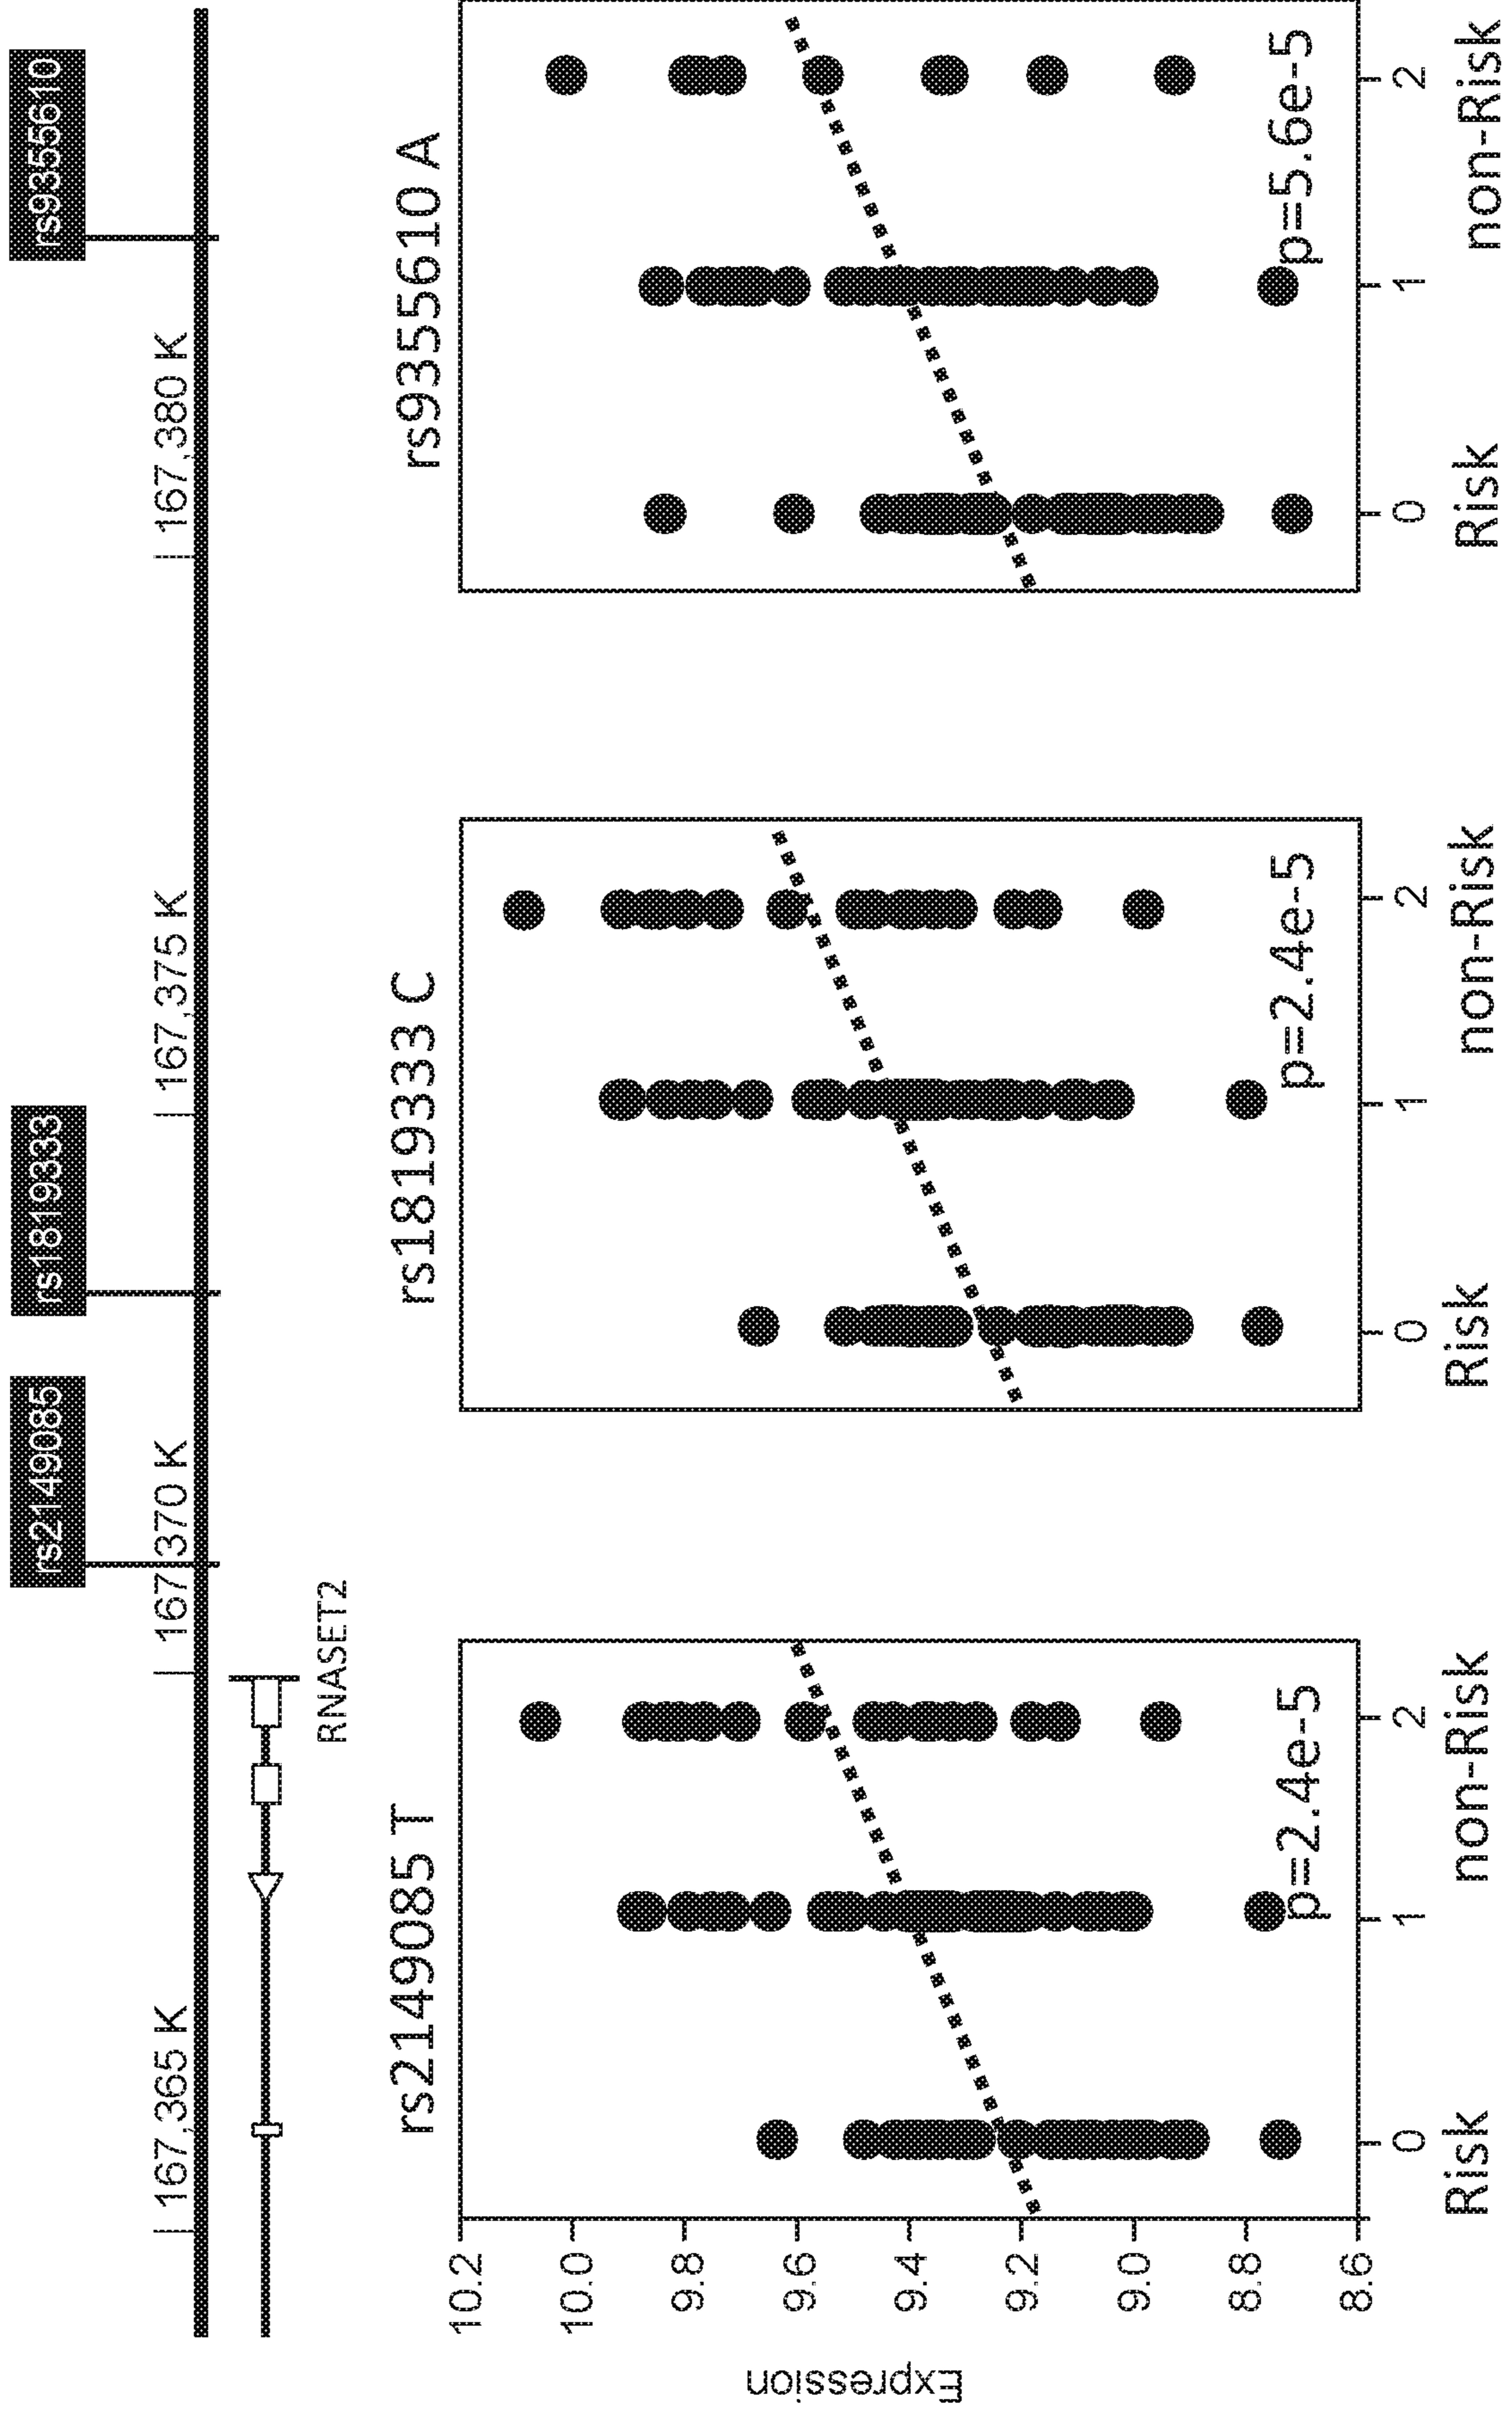 rs2149085
rs1819333
rs9355610
167,365 K
167,370 K
167,375 K
167,380 K
RNASET2
rs2149085 T
rs1819333 C
rs9355610 A
Expression
10.2
10.0
9.8
9.6
9.4
9.2
9.0
8.8
8.6
p=2.4e-5
p=2.4e-5
p=5.6e-5
0 1 2
0 1 2
0 1 2
Risk non-Risk
Risk non-Risk
Risk non-Risk